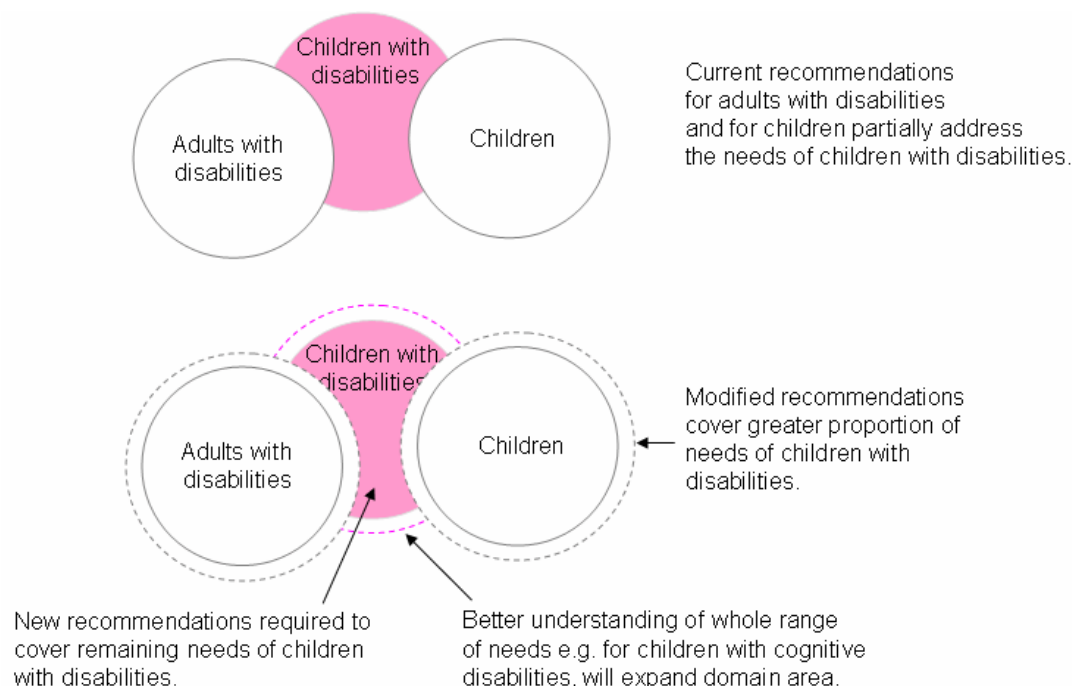 Children with
disabilities
Adults with
disabilities
Children
Current recommendations
for adults with disabilities
and for children partially address
the needs of children with disabilities.
Children with
disabilities
Adults with
disabilities
Children
Modified recommendations
cover greater proportion of
needs of children with
disabilities.
New recommendations required to
cover remaining needs of children
with disabilities.
Better understanding of whole range
of needs e.g. for children with cognitive
disabilities, will expand domain area.